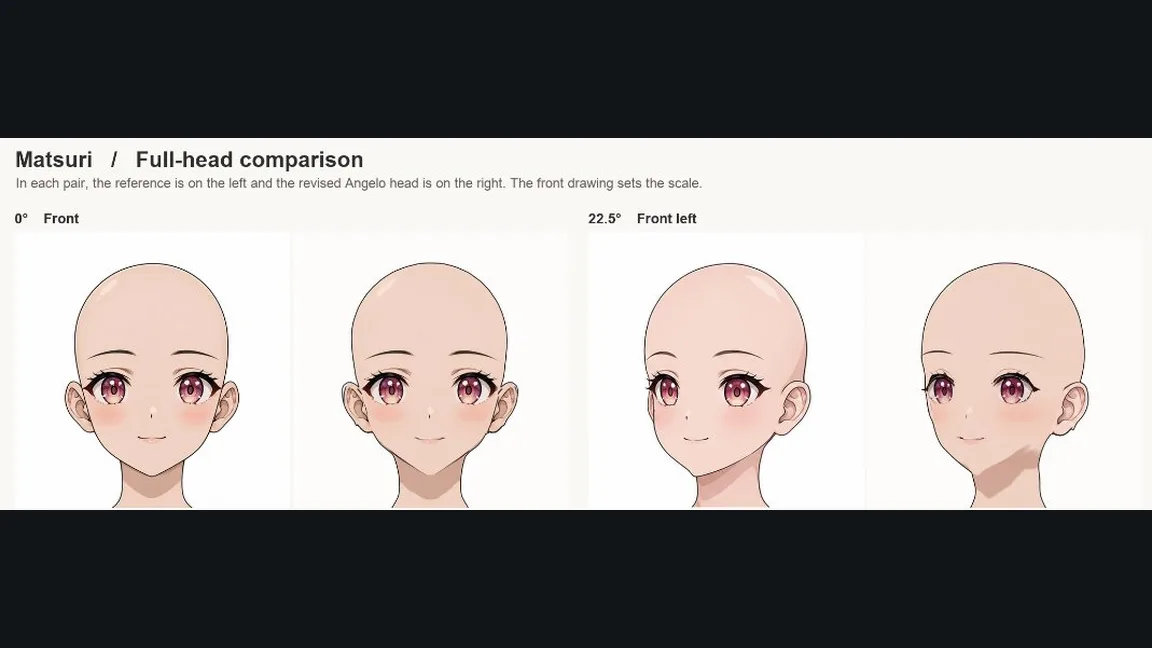 Matsuri / Full-head comparison
In each pair, the reference is on the left and the revised Angelo head is on the right. The front drawing sets the scale.
0° Front
22.5° Front left